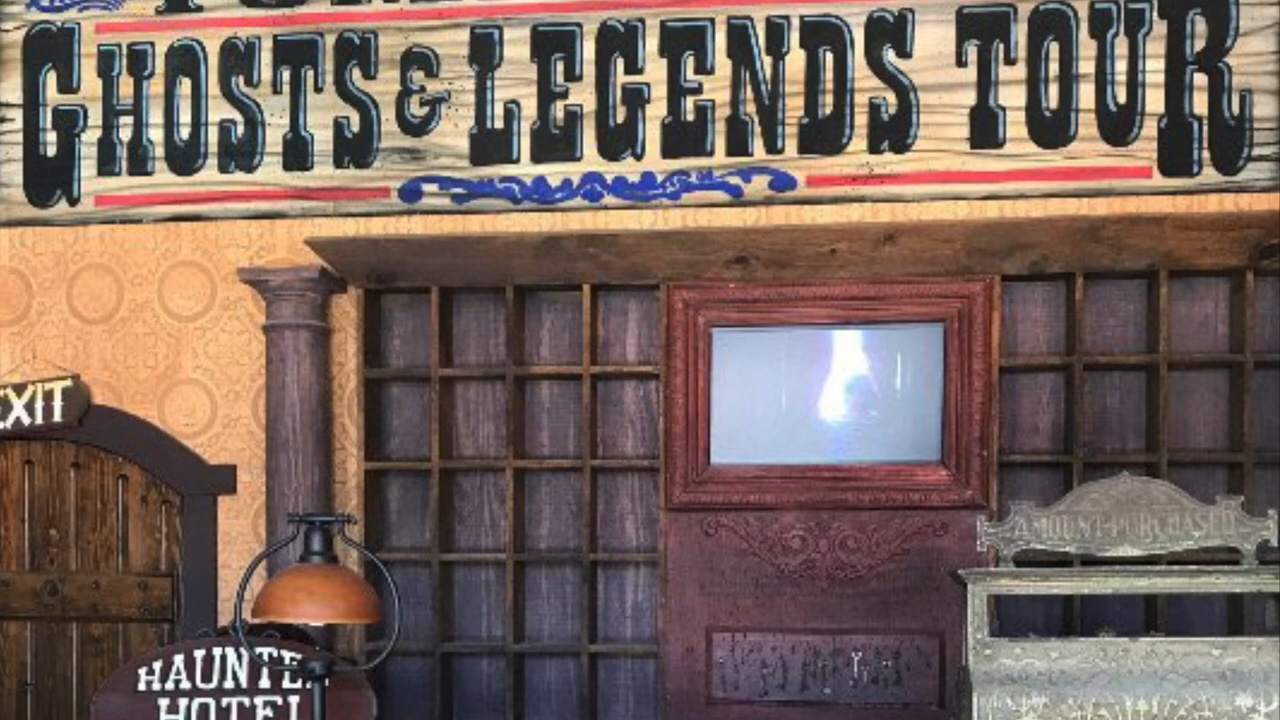 GHOSTS & LEGENDS TOUR
EXIT
AMOUNT PURCHASED
HAUNTED
HOTEL